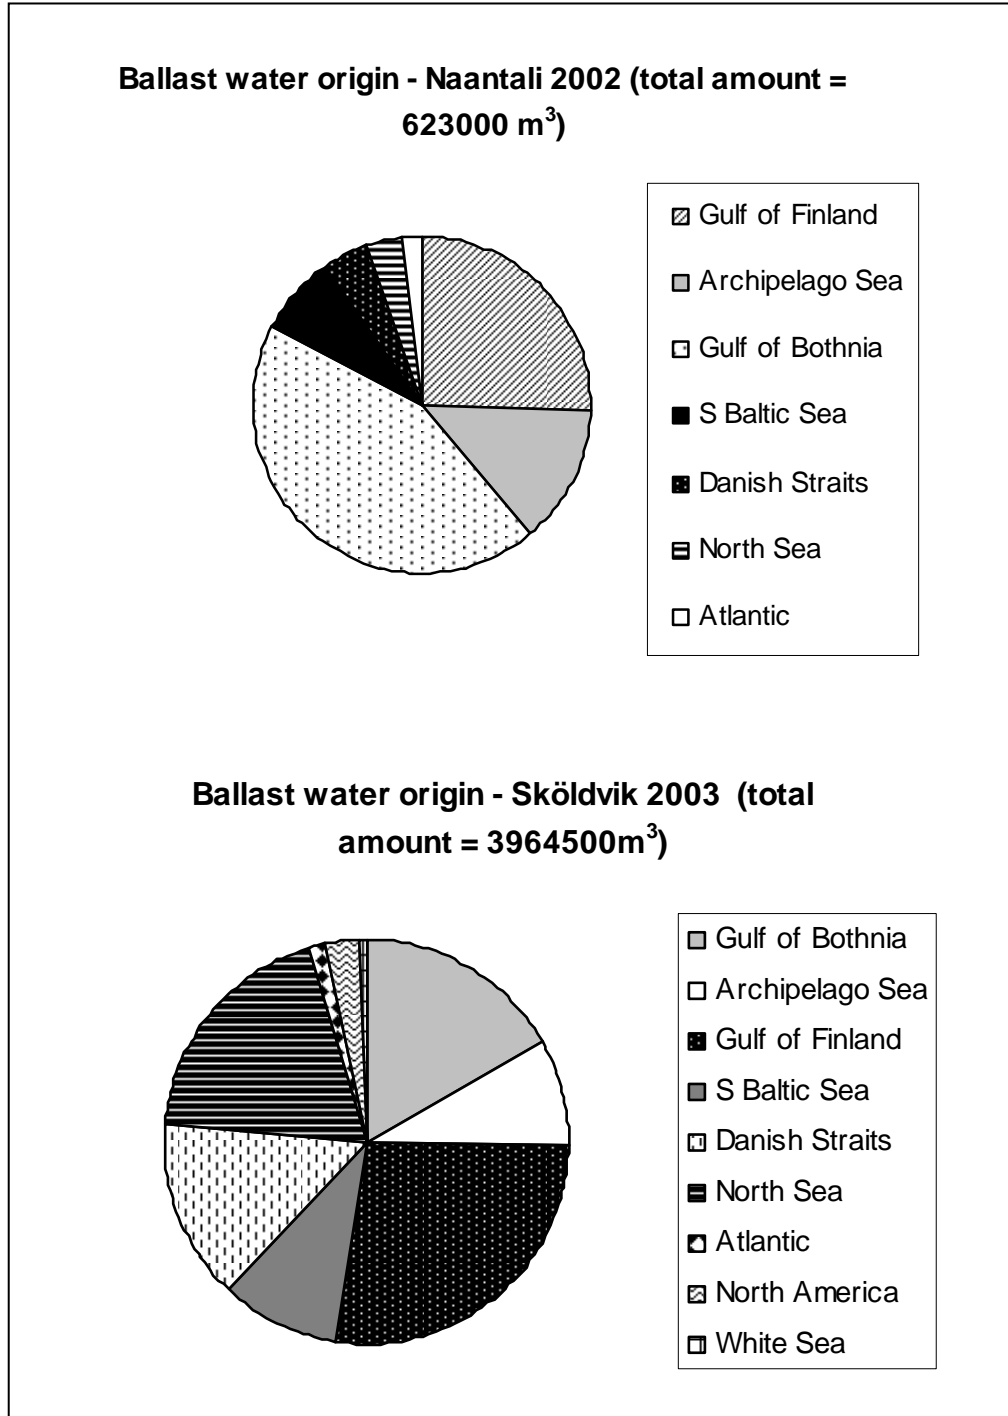 Ballast water origin - Naantali 2002 (total amount =
623000 m³)
Gulf of Finland
Archipelago Sea
Gulf of Bothnia
S Baltic Sea
Danish Straits
North Sea
Atlantic
Ballast water origin - Sköldvik 2003 (total
amount = 3964500m³)
Gulf of Bothnia
Archipelago Sea
Gulf of Finland
S Baltic Sea
Danish Straits
North Sea
Atlantic
North America
White Sea